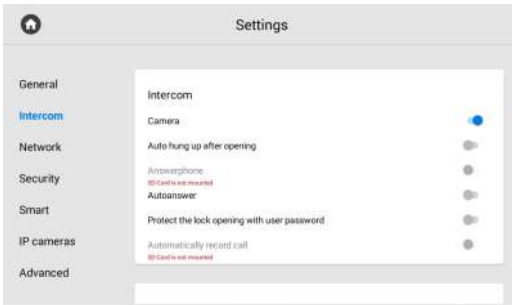 Settings
General
Intercom
Network
Security
Smart
IP cameras
Advanced
Intercom
Camera
Auto hung up after opening
Answerphone
SD Card is not mounted
Autoanswer
Protect the lock opening with user password
Automatically record call
SD Card is not mounted